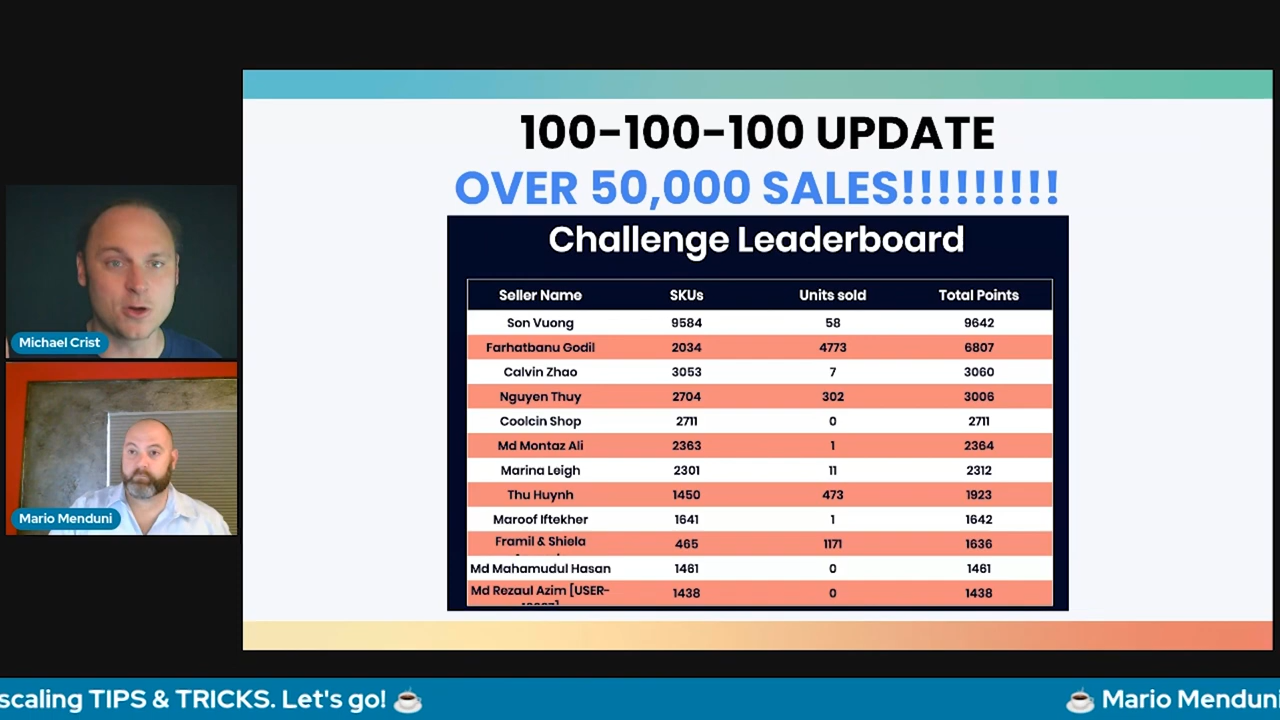 100-100-100 UPDATE
OVER 50,000 SALES!!!!!!!!!
Challenge Leaderboard
Seller Name SKUs Units sold Total Points
Son Vuong 9584 58 9642
Farhatbanu Godil 2034 4773 6807
Calvin Zhao 3053 7 3060
Nguyen Thuy 2704 302 3006
Coolcin Shop 2711 0 2711
Md Montaz Ali 2363 1 2364
Marina Leigh 2301 11 2312
Thu Huynh 1450 473 1923
Maroof Iftekher 1641 1 1642
Framil & Shiela 465 1171 1636
Md Mahamudul Hasan 1461 0 1461
Md Rezaul Azim [USER- 1438 0 1438
Michael Crist
Mario Menduni
scaling TIPS & TRICKS. Let's go! ☕ ☕ Mario Menduni